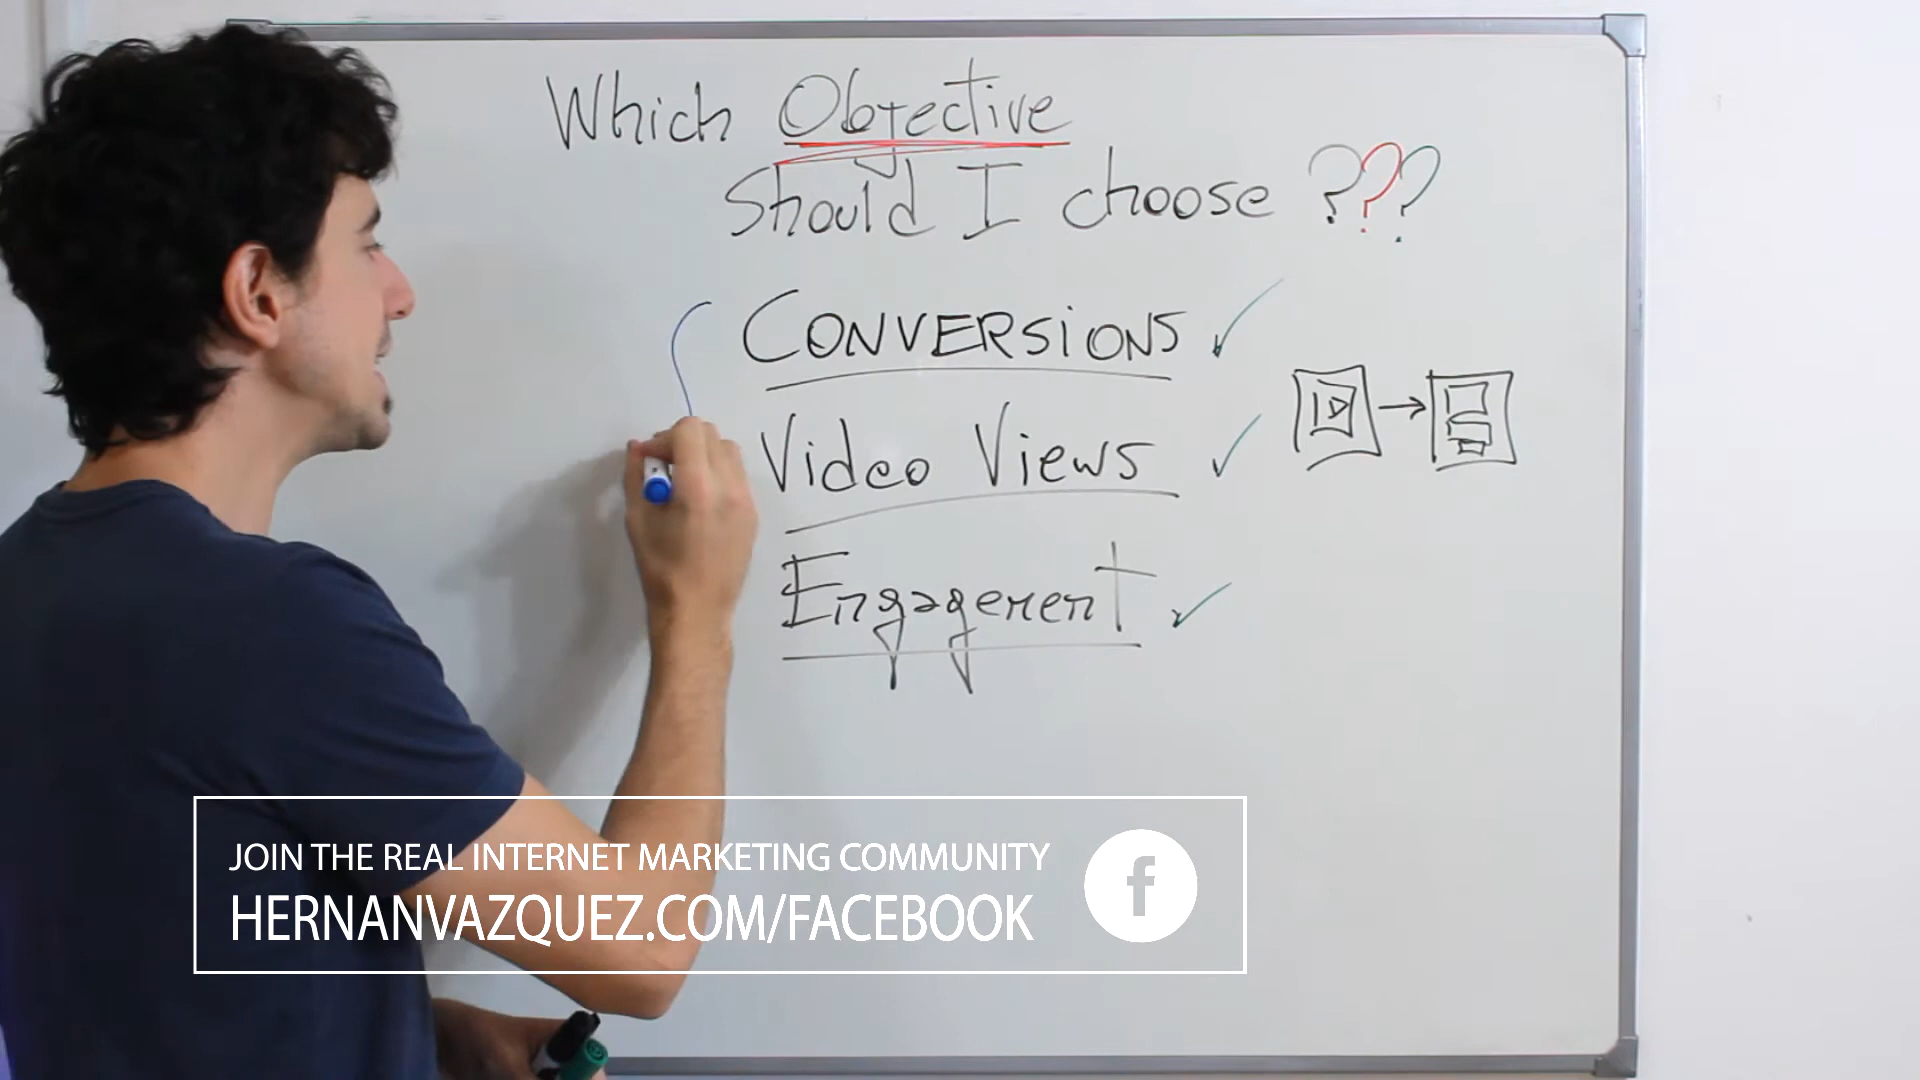 Which Objective
Should I choose ???
CONVERSIONS
Video Views
Engagement
JOIN THE REAL INTERNET MARKETING COMMUNITY
HERNANVAZQUEZ.COM/FACEBOOK
f